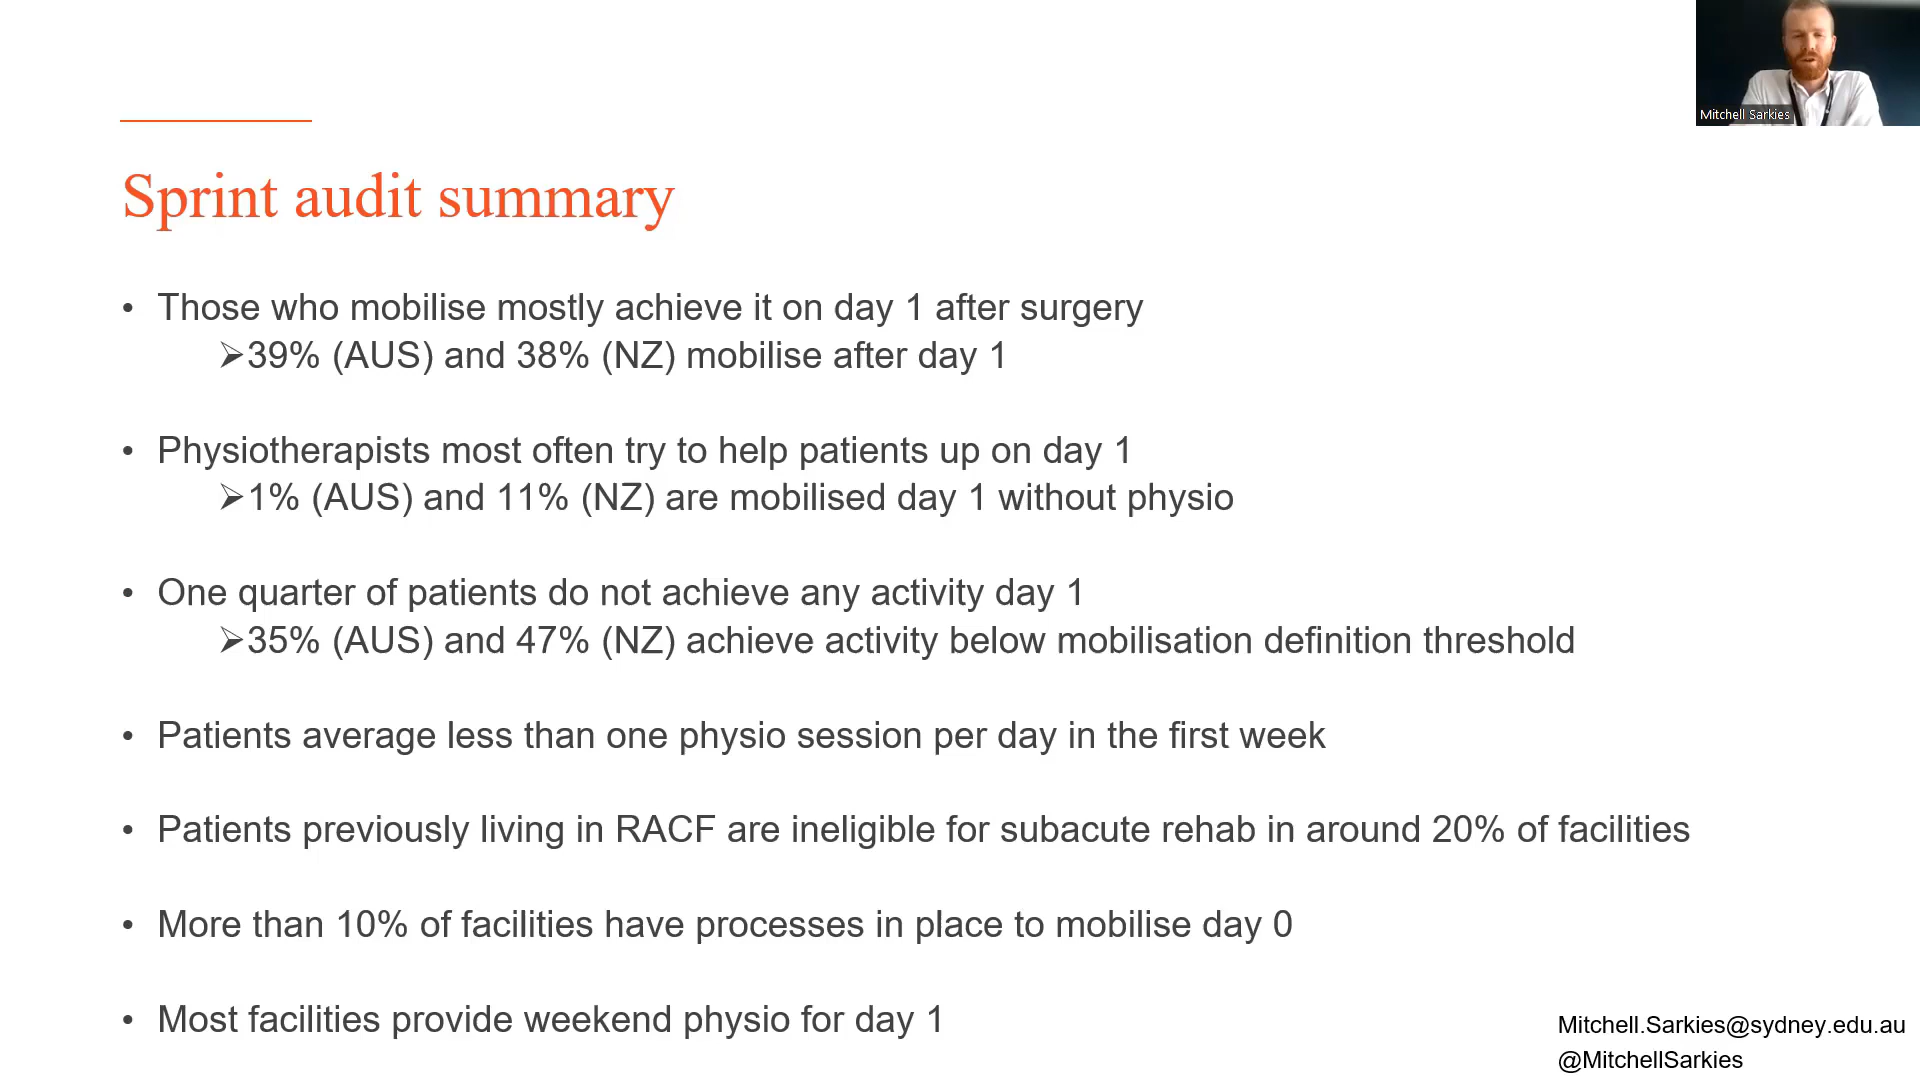 Mitchell Sarkies
Sprint audit summary
• Those who mobilise mostly achieve it on day 1 after surgery
➢39% (AUS) and 38% (NZ) mobilise after day 1
• Physiotherapists most often try to help patients up on day 1
➢1% (AUS) and 11% (NZ) are mobilised day 1 without physio
• One quarter of patients do not achieve any activity day 1
➢35% (AUS) and 47% (NZ) achieve activity below mobilisation definition threshold
• Patients average less than one physio session per day in the first week
• Patients previously living in RACF are ineligible for subacute rehab in around 20% of facilities
• More than 10% of facilities have processes in place to mobilise day 0
• Most facilities provide weekend physio for day 1
Mitchell.Sarkies@sydney.edu.au
@MitchellSarkies